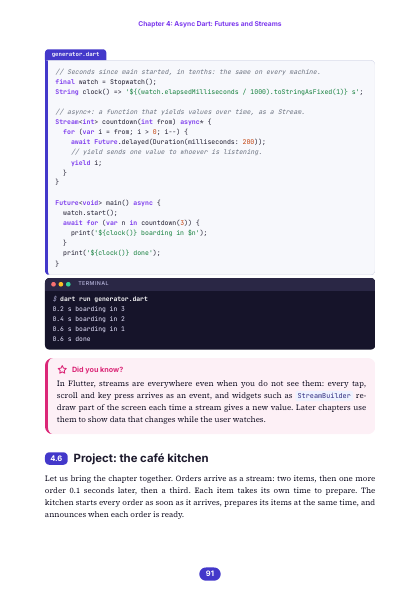 Chapter 4: Async Dart: Futures and Streams
generator.dart
// Seconds since main started, in tenths: the same on every machine.
final watch = Stopwatch();
String clock() => '${(watch.elapsedMilliseconds / 1000).toStringAsFixed(1)} s';
// async*: a function that yields values over time, as a Stream.
Stream<int> countdown(int from) async* {
for (var i = from; i > 0; i--) {
await Future.delayed(Duration(milliseconds: 200));
// yield sends one value to whoever is listening.
yield i;
}
}
Future<void> main() async {
watch.start();
await for (var n in countdown(3)) {
print('${clock()} boarding in $n');
}
print('${clock()} done');
}
TERMINAL
$ dart run generator.dart
0.2 s boarding in 3
0.4 s boarding in 2
0.6 s boarding in 1
0.6 s done
Did you know?
In Flutter, streams are everywhere even when you do not see them: every tap,
scroll and key press arrives as an event, and widgets such as StreamBuilder re-
draw part of the screen each time a stream gives a new value. Later chapters use
them to show data that changes while the user watches.
4.6 Project: the café kitchen
Let us bring the chapter together. Orders arrive as a stream: two items, then one more
order 0.1 seconds later, then a third. Each item takes its own time to prepare. The
kitchen starts every order as soon as it arrives, prepares its items at the same time, and
announces when each order is ready.
91